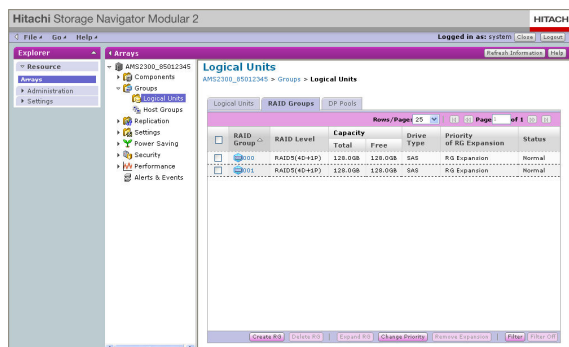 Hitachi Storage Navigator Modular 2
HITACH
File Go Help
Logged in as: system Close Logout
Explorer
Arrays
Refresh Information Help
Resource
Arrays
Administration
Settings
AMS2300_85012345
Components
Groups
Logical Units
Host Groups
Replication
Settings
Power Saving
Security
Performance
Alerts & Events
Logical Units
AMS2300_85012345 > Groups > Logical Units
Logical Units RAID Groups DP Pools
Rows/Page: 25 Page 1 of 1
RAID Group RAID Level Capacity Total Free Drive Type Priority of RG Expansion Status
000 RAID5(4D+1P) 128.0GB 128.0GB SAS RG Expansion Normal
001 RAID5(4D+1P) 128.0GB 128.0GB SAS RG Expansion Normal
Create RG Delete RG Expand RG Change Priority Remove Expansion Filter Filter Off